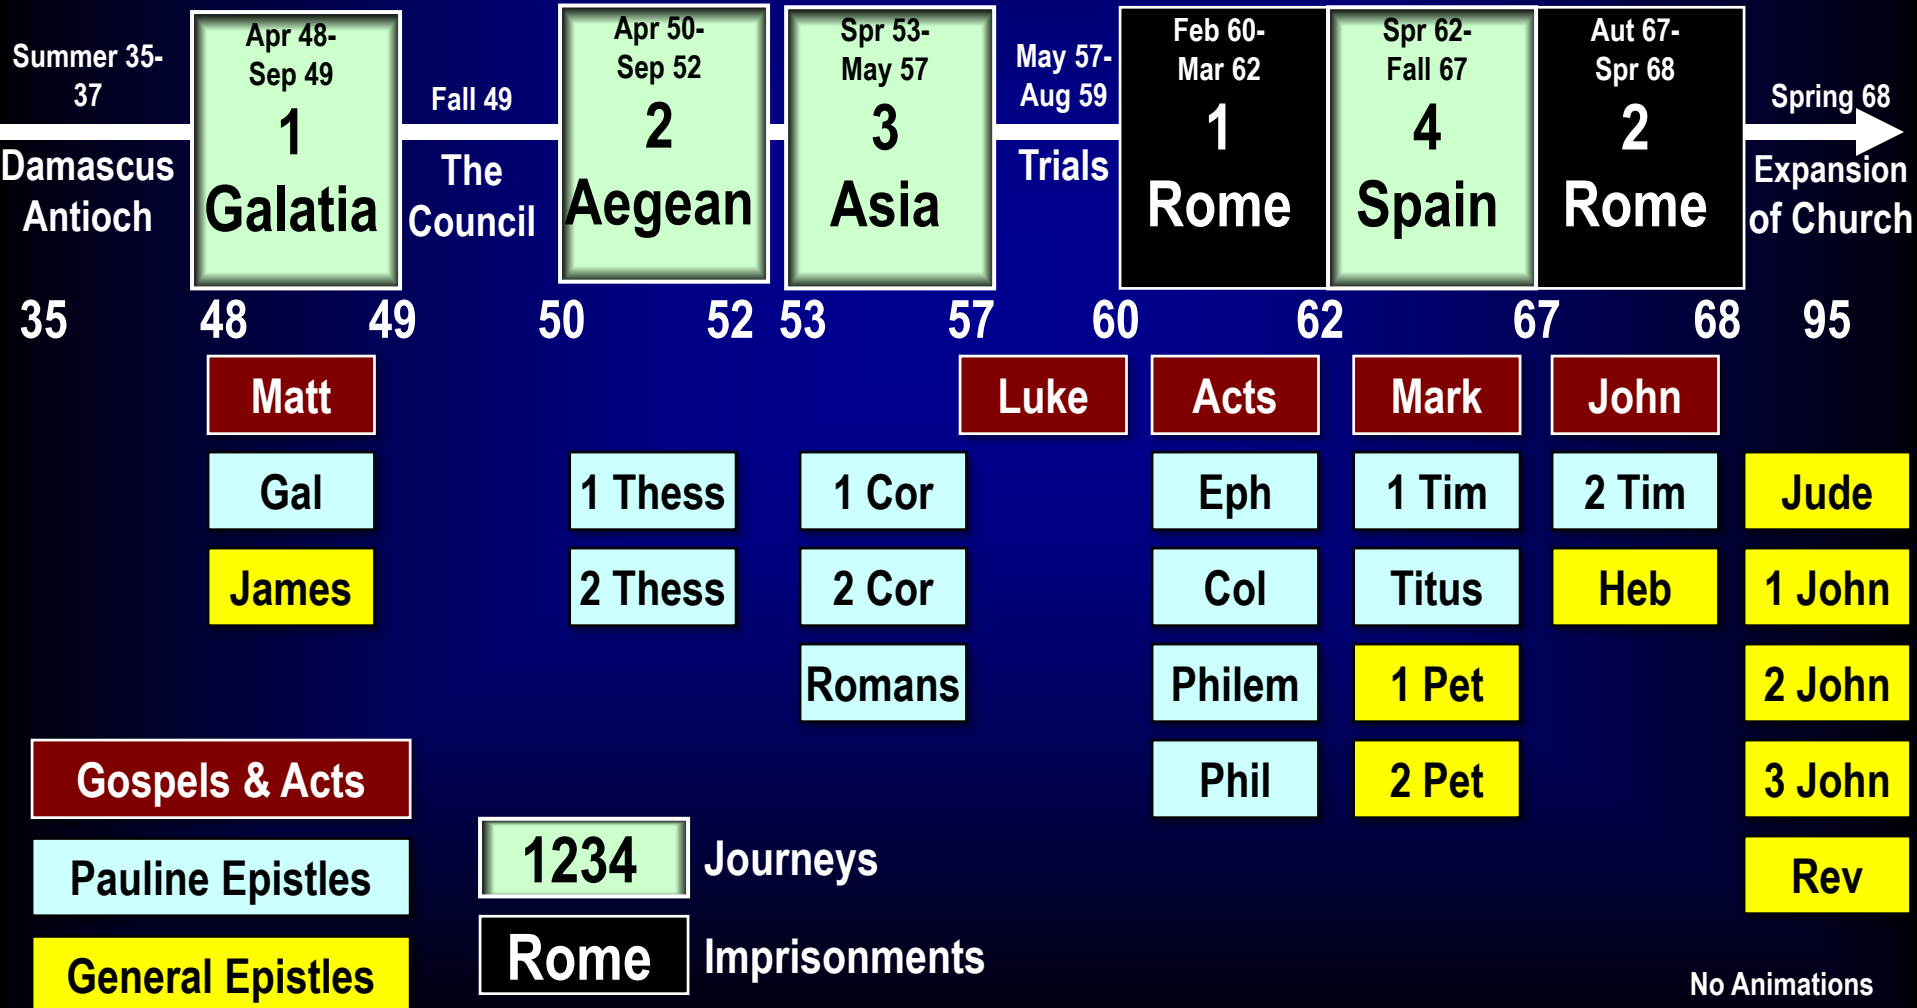 Summer 35-
37
Damascus
Antioch
Apr 48-
Sep 49
1
Galatia
Fall 49
The
Council
Apr 50-
Sep 52
2
Aegean
Spr 53-
May 57
3
Asia
May 57-
Aug 59
Trials
Feb 60-
Mar 62
1
Rome
Spr 62-
Fall 67
4
Spain
Aut 67-
Spr 68
2
Rome
Spring 68
Expansion
of Church
35 48 49 50 52 53 57 60 62 67 68 95
Matt Luke Acts Mark John
Gal 1 Thess 1 Cor Eph 1 Tim 2 Tim Jude
James 2 Thess 2 Cor Col Titus Heb 1 John
Romans Philem 1 Pet 2 John
Phil 2 Pet 3 John
Rev
Gospels & Acts
Pauline Epistles
General Epistles
1234 Journeys
Rome Imprisonments
No Animations